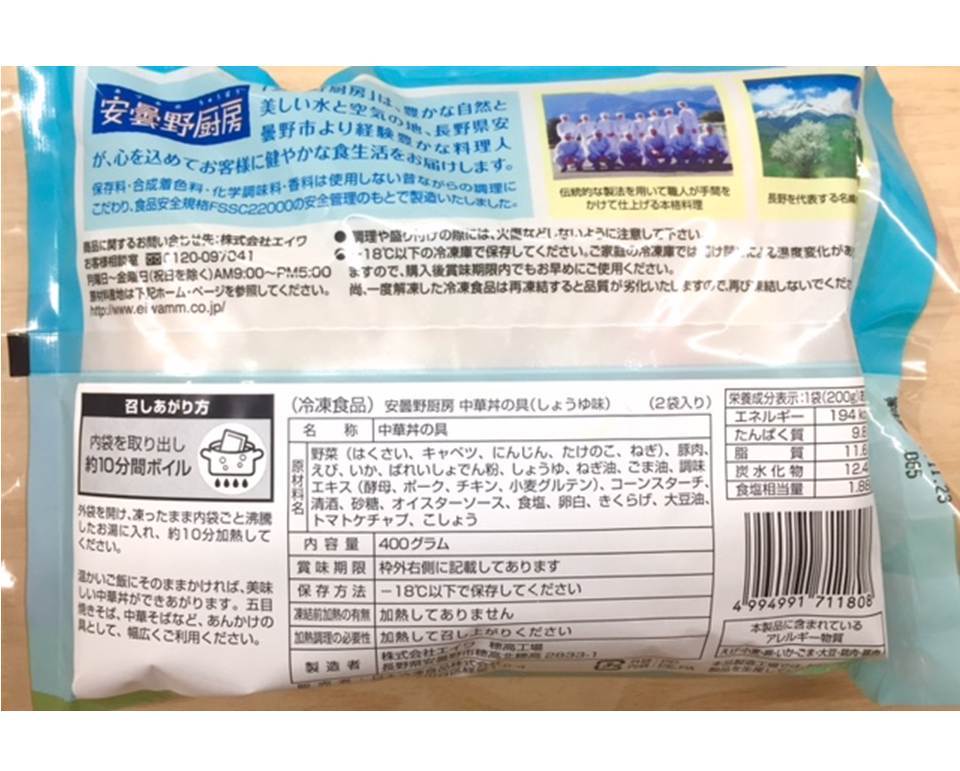 安曇野厨房
厨房」は、豊かな自然と
美しい水と空気の地、長野県安
曇野市より経験豊かな料理人
が、心を込めてお客様に健やかな食生活をお届けします。
保存料・合成着色料・化学調味料・香料は使用しない昔ながらの調理に
こだわり、食品安全規格FSSC22000の安全管理のもとで製造いたしました。
伝統的な製法を用いて職人が手間を
かけて仕上げる本格料理
長野を代表する名
商品に関するお問い合わせ先:株式会社エイワ
お客様相談室 0120-097041
月曜日~金曜日(祝日を除く)AM9:00~PM5:00
原材料産地は下記ホームページを参照してください。
●調理や盛り付けの際には、火傷などしないように注意して下さい
●-18℃以下の冷凍庫で保存してください。ご家庭の冷凍庫では 温度変化があ
ますので、購入後賞味期限内でもお早めにご使用ください。
尚、一度解凍した冷凍食品は再凍結すると品質が劣化いたしますので、再び凍結しないでくだ
召しあがり方
内袋を取り出し
約10分間ボイル
外袋を開け、凍ったまま内袋ごと沸騰
したお湯に入れ、約10分加熱して
ください。
温かいご飯にそのままかければ、美味
しい中華丼ができあがります。五目
焼きそば、中華そばなど、あんかけの
具として、幅広くご利用ください。
(冷凍食品) 安曇野厨房 中華丼の具(しょうゆ味) (2袋入り)
名称 中華丼の具
原材料名
野菜(はくさい、キャベツ、にんじん、たけのこ、ねぎ)、豚肉、
えび、いか、ばれいしょでん粉、しょうゆ、ねぎ油、ごま油、調味
エキス(酵母、ポーク、チキン、小麦グルテン)、コーンスターチ、
清酒、砂糖、オイスターソース、食塩、卵白、きくらげ、大豆油、
トマトケチャップ、こしょう
内容量 400グラム
賞味期限 枠外右側に記載してあります
保存方法 -18℃以下で保存してください
凍結前加熱の有無 加熱してありません
加熱調理の必要性 加熱して召し上がりください
製造者 株式会社エイワ 穂高工場
長野県安曇野市穂高北穂高2633-1
栄養成分表示:1袋(200g)
エネルギー 194 k
たんぱく質 9.8
脂質 11.6
炭水化物 12.4
食塩相当量 1.88
4 994991 711808
本製品に含まれている
アレルギー物質